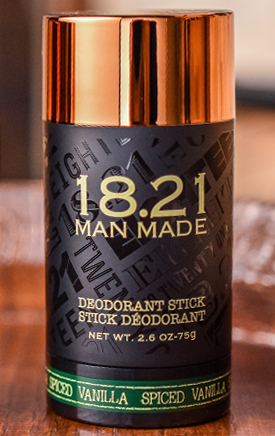 18.21
MAN MADE
DEODORANT STICK
STICK DÉODORANT
NET WT. 2.6 OZ-75g
SPICED VANILLA SPICED VANILLA